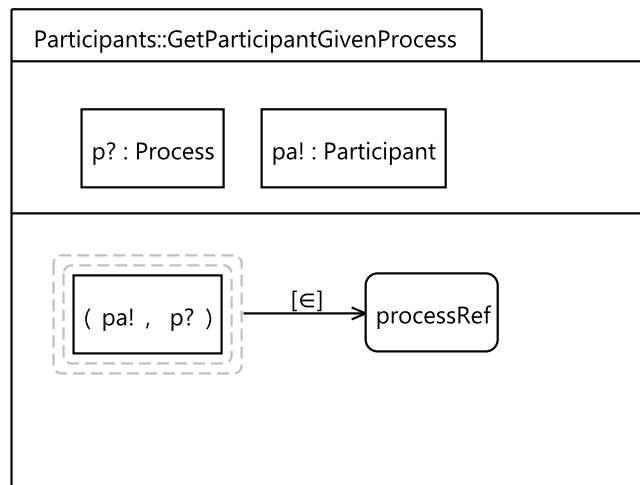 Participants::GetParticipantGivenProcess
p? : Process
pa! : Participant
[∈]
( pa! , p? )
processRef